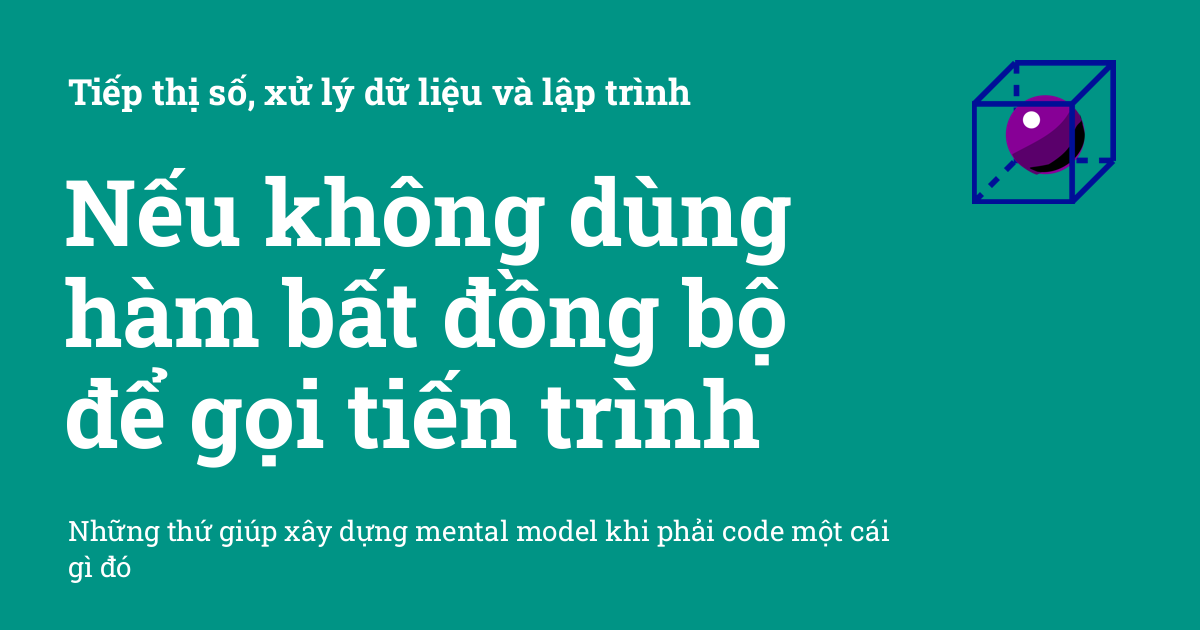 Tiếp thị số, xử lý dữ liệu và lập trình
Nếu không dùng
hàm bất đồng bộ
để gọi tiến trình
Những thứ giúp xây dựng mental model khi phải code một cái
gì đó